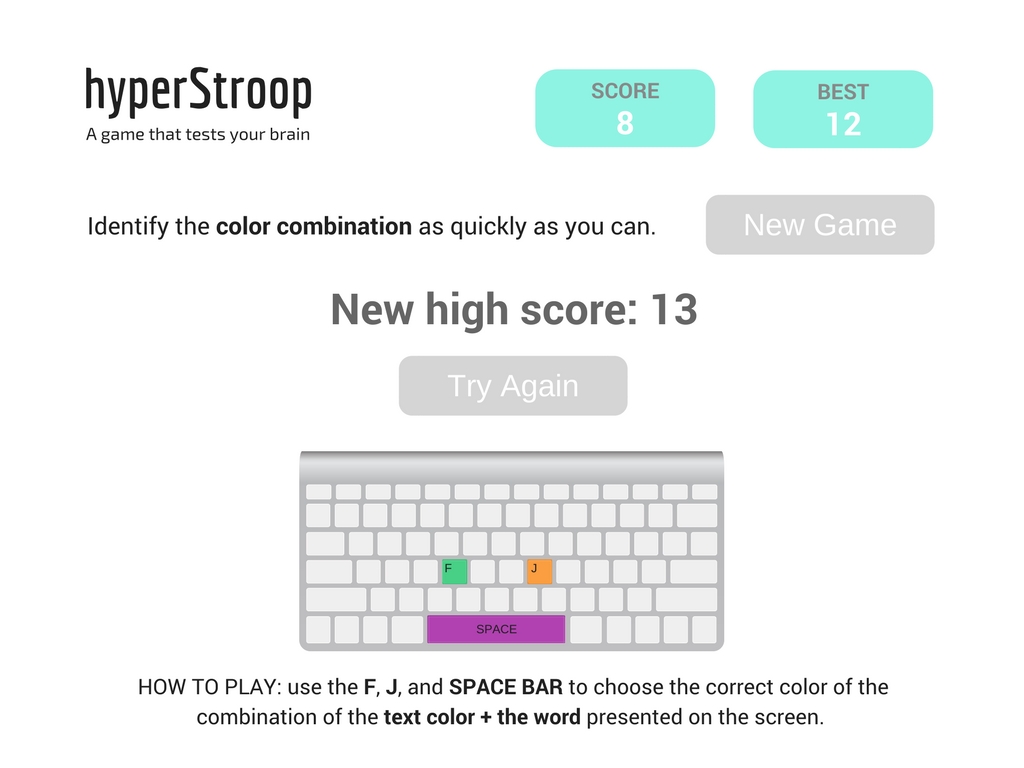 hyperStroop
A game that tests your brain
SCORE
8
BEST
12
Identify the color combination as quickly as you can.
New Game
New high score: 13
Try Again
F
J
SPACE
HOW TO PLAY: use the F, J, and SPACE BAR to choose the correct color of the
combination of the text color + the word presented on the screen.